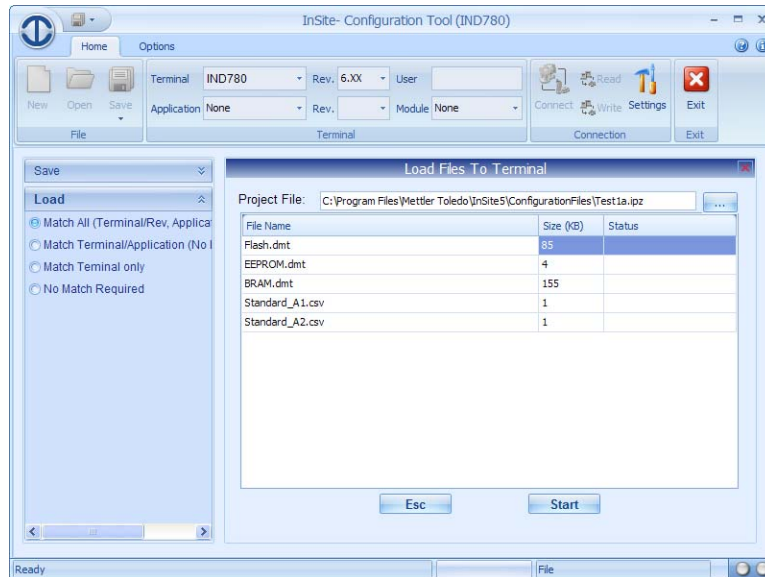 InSite- Configuration Tool (IND780)
Home Options
Terminal IND780 Rev. 6.XX User
Application None Rev. Module None
New Open Save
Connect Read Write Settings Exit
File Terminal Connection Exit
Save
Load
Match All (Terminal/Rev, Applica
Match Terminal/Application (No
Match Teminal only
No Match Required
Load Files To Terminal
Project File: C:\Program Files\Mettler Toledo\InSite5\ConfigurationFiles\Test1a.ipz ...
File Name Size (KB) Status
Flash.dmt 85
EEPROM.dmt 4
BRAM.dmt 155
Standard_A1.csv 1
Standard_A2.csv 1
Esc Start
Ready File